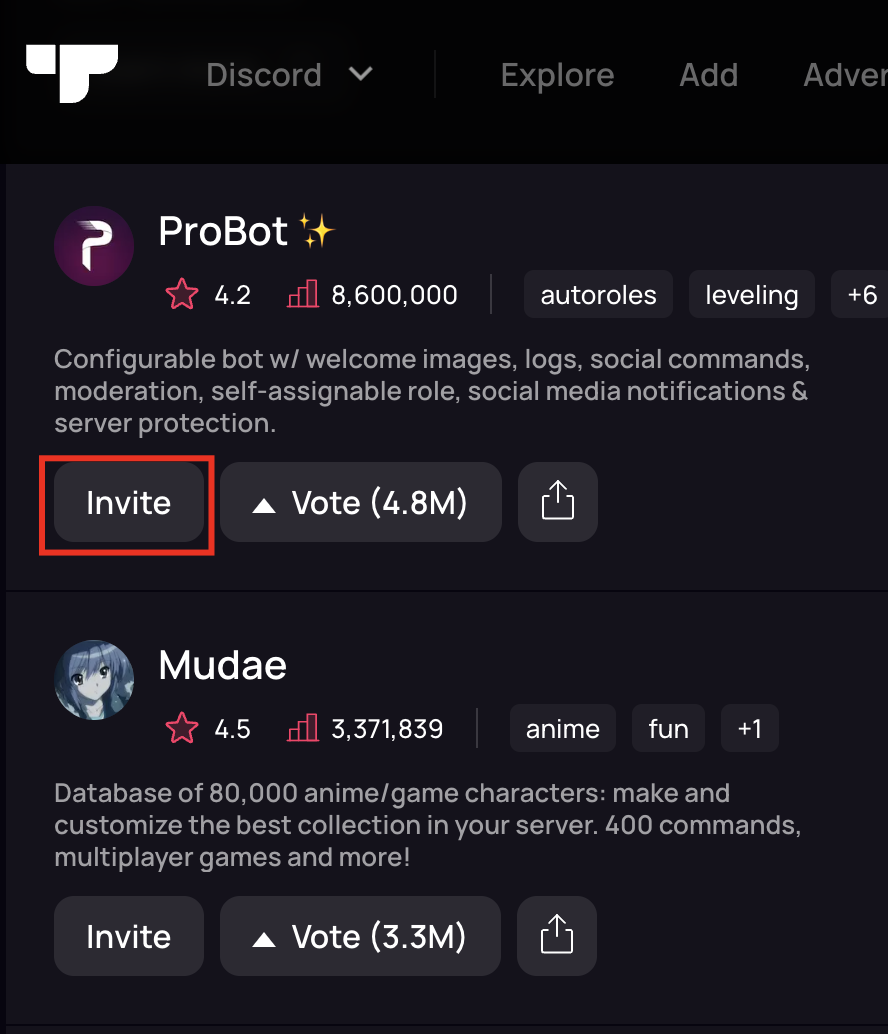 Discord
Explore
Add
ProBot ✨
4.2
8,600,000
autoroles
leveling
+6
Configurable bot w/ welcome images, logs, social commands,
moderation, self-assignable role, social media notifications &
server protection.
Invite
Vote (4.8M)
Mudae
4.5
3,371,839
anime
fun
+1
Database of 80,000 anime/game characters: make and
customize the best collection in your server. 400 commands,
multiplayer games and more!
Invite
Vote (3.3M)